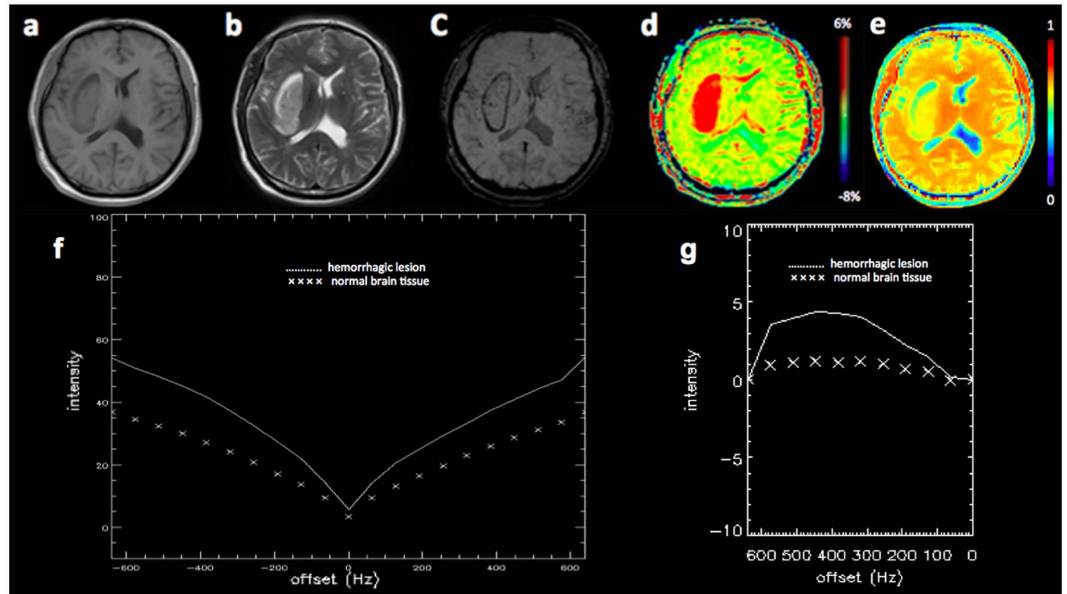 a
b
c
d
e
6%
-8%
1
0
f
100
80
60
40
20
0
intensity
hemorrhagic lesion
normal brain tissue
-600 -400 -200 0 200 400 600
offset (Hz)
g
10
5
0
-5
-10
intensity
hemorrhagic lesion
normal brain tissue
600 500 400 300 200 100 0
offset (Hz)